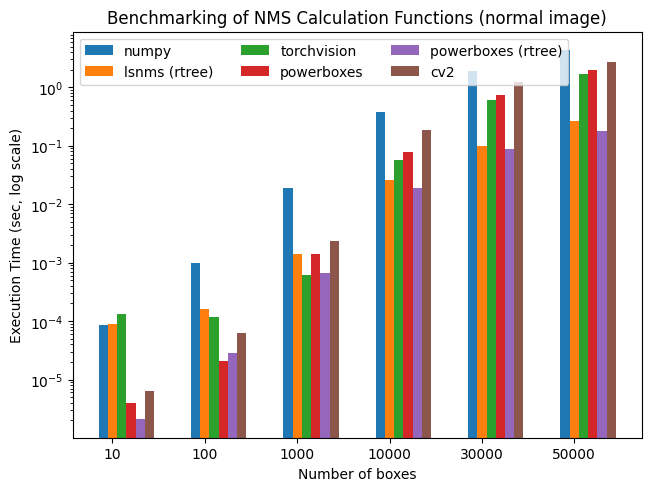 Benchmarking of NMS Calculation Functions (normal image)
numpy torchvision powerboxes (rtree)
lsnms (rtree) powerboxes cv2
Execution Time (sec, log scale)
10⁰
10⁻¹
10⁻²
10⁻³
10⁻⁴
10⁻⁵
10 100 1000 10000 30000 50000
Number of boxes